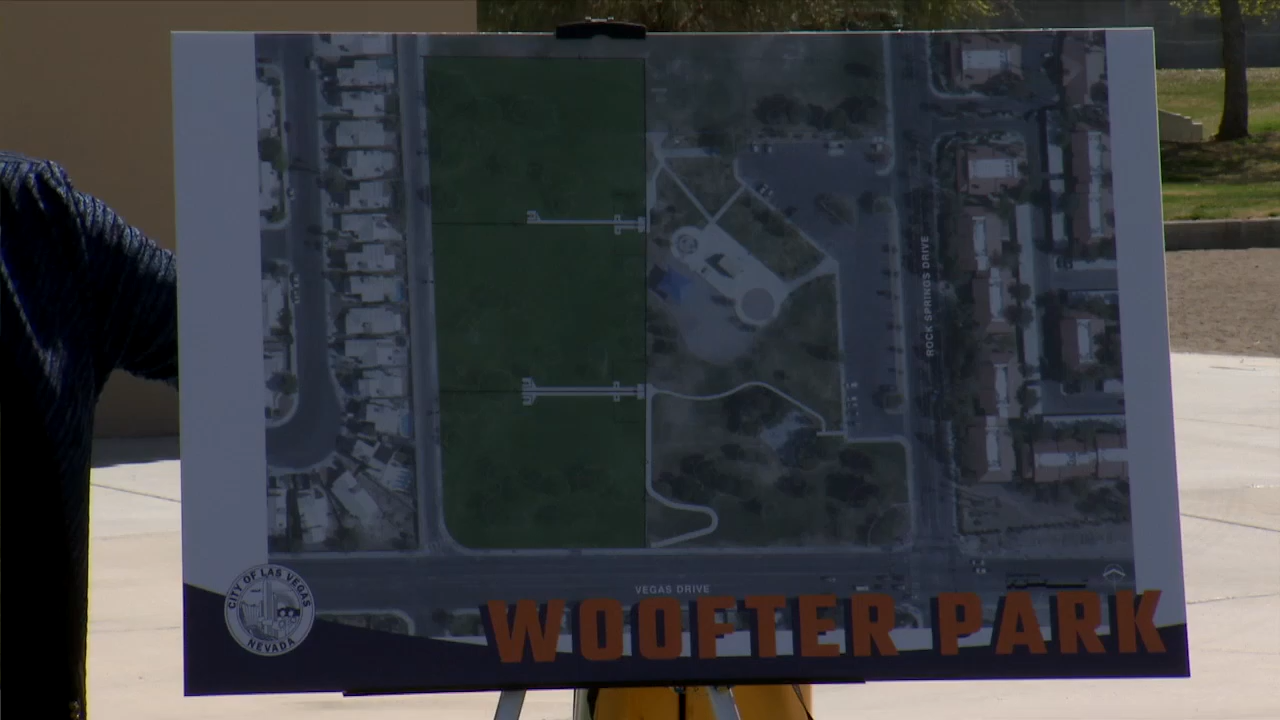 ROCK SPRINGS DRIVE
VEGAS DRIVE
CITY OF LAS VEGAS
NEVADA
WOOFTER PARK